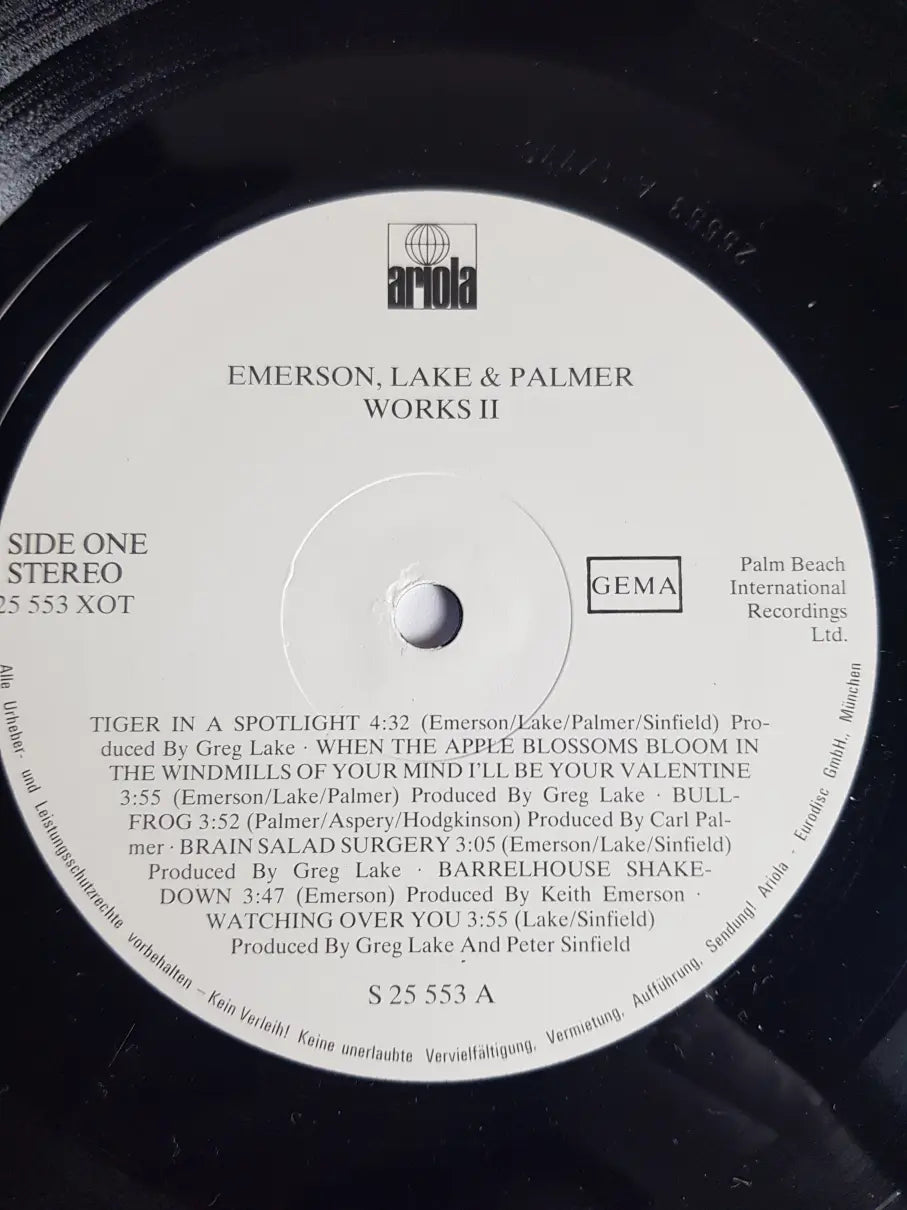 ariola
EMERSON, LAKE & PALMER
WORKS II
SIDE ONE
STEREO
25 553 XOT
GEMA
Palm Beach
International
Recordings
Ltd.
TIGER IN A SPOTLIGHT 4:32 (Emerson/Lake/Palmer/Sinfield) Pro-
duced By Greg Lake · WHEN THE APPLE BLOSSOMS BLOOM IN
THE WINDMILLS OF YOUR MIND I'LL BE YOUR VALENTINE
3:55 (Emerson/Lake/Palmer) Produced By Greg Lake · BULL-
FROG 3:52 (Palmer/Aspery/Hodgkinson) Produced By Carl Pal-
mer · BRAIN SALAD SURGERY 3:05 (Emerson/Lake/Sinfield)
Produced By Greg Lake · BARRELHOUSE SHAKE-
DOWN 3:47 (Emerson) Produced By Keith Emerson ·
WATCHING OVER YOU 3:55 (Lake/Sinfield)
Produced By Greg Lake And Peter Sinfield
S 25 553 A
Alle Urheber- und Leistungsschutzrechte vorbehalten – Kein Verleih! Keine unerlaubte Vervielfältigung, Vermietung, Aufführung, Sendung! Ariola - Eurodisc GmbH., München
25553